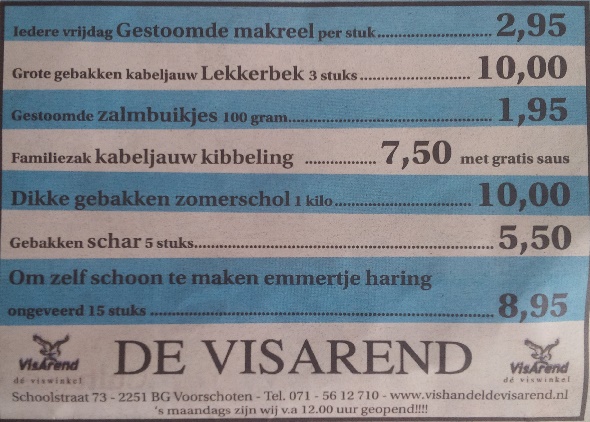 Iedere vrijdag Gestoomde makreel per stuk........................ 2,95
Grote gebakken kabeljauw Lekkerbek 3 stuks...................... 10,00
Gestoomde zalmbuikjes 100 gram.......................................... 1,95
Familiezak kabeljauw kibbeling .............. 7,50 met gratis saus
Dikke gebakken zomerschol 1 kilo............................ 10,00
Gebakken schar 5 stuks............................................................ 5,50
Om zelf schoon te maken emmertje haring
ongeveerd 15 stuks ..................................................................... 8,95
VisArend
de viswinkel
DE VISAREND
VisArend
de viswinkel
Schoolstraat 73 - 2251 BG Voorschoten - Tel. 071 - 56 12 710 - www.vishandeldevisarend.nl
's maandags zijn wij v.a 12.00 uur geopend!!!!